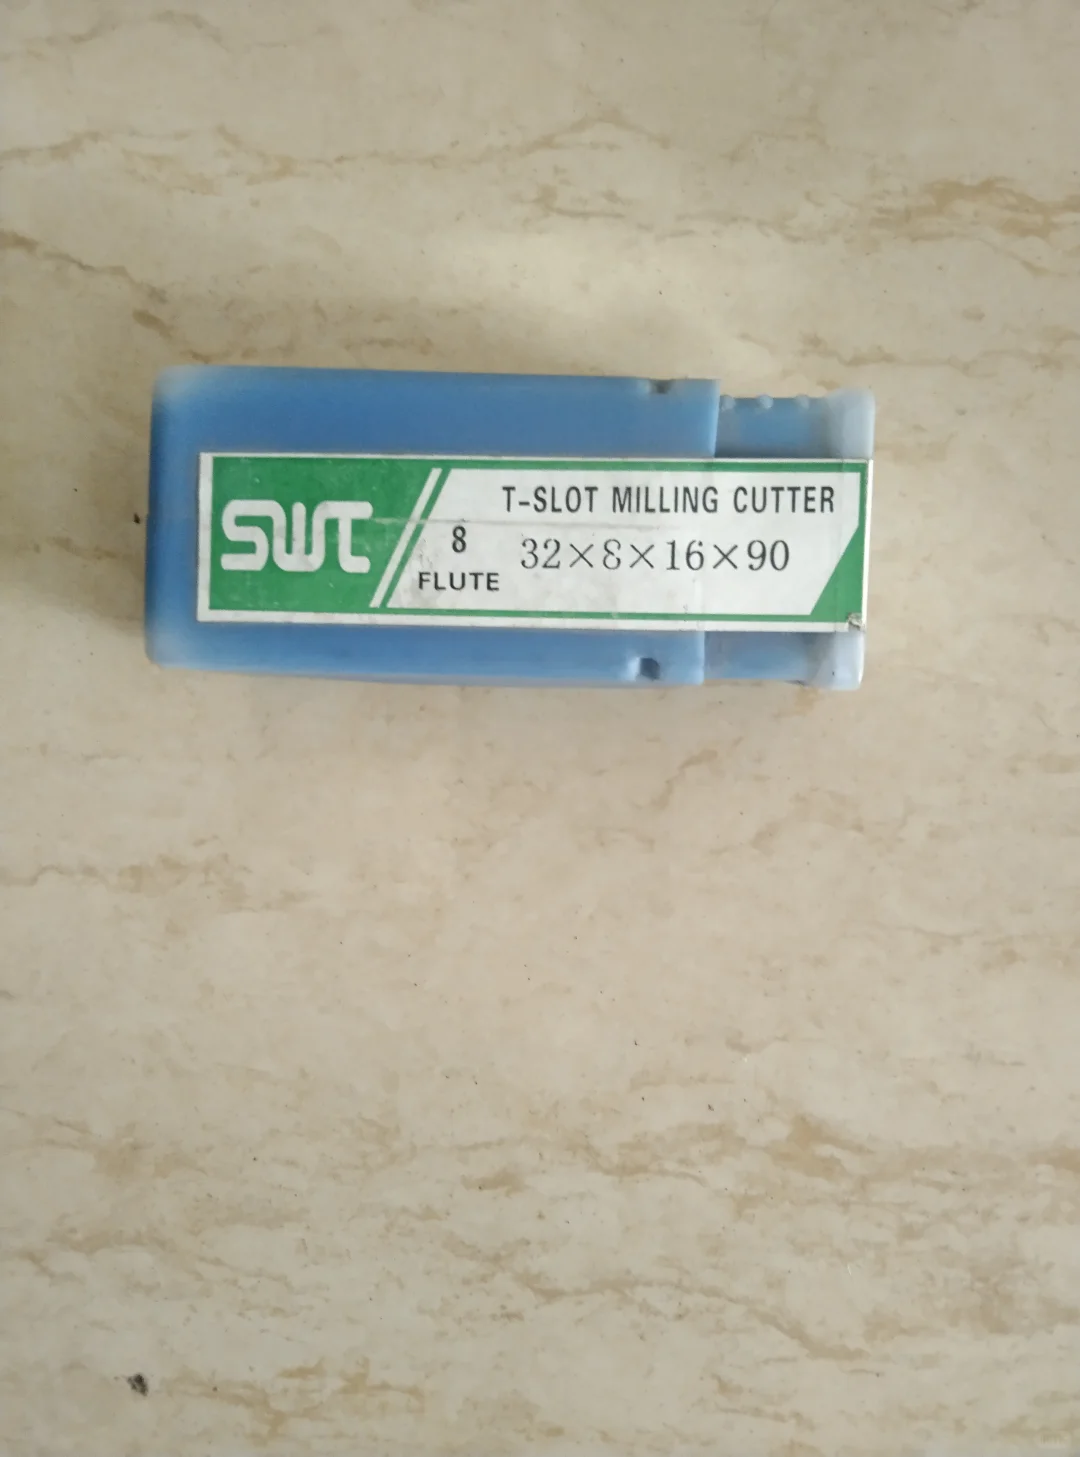 SWT
T-SLOT MILLING CUTTER
8
FLUTE
32×8×16×90